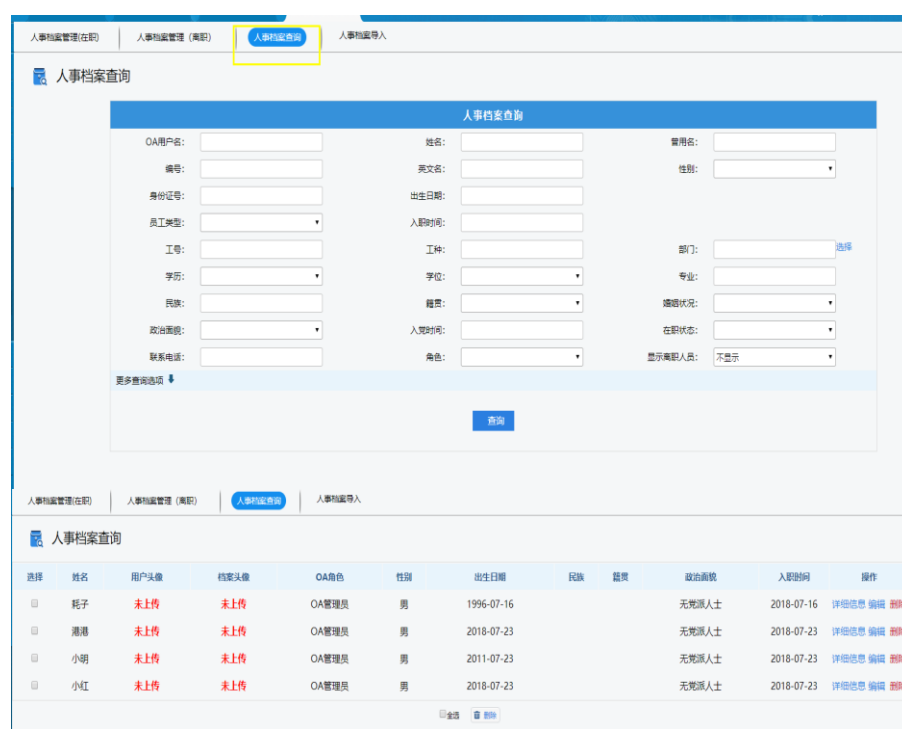 人事档案管理(在职) 人事档案管理（离职） 人事档案查询 人事档案导入
人事档案查询
人事档案查询
OA用户名: 姓名: 曾用名:
编号: 英文名: 性别:
身份证号: 出生日期:
员工类型: 入职时间:
工号: 工种: 部门: 选择
学历: 学位: 专业:
民族: 籍贯: 婚姻状况:
政治面貌: 入党时间: 在职状态:
联系电话: 角色: 显示离职人员: 不显示
更多查询选项
查询
人事档案管理(在职) 人事档案管理（离职） 人事档案查询 人事档案导入
人事档案查询
选择 姓名 用户头像 档案头像 OA角色 性别 出生日期 民族 籍贯 政治面貌 入职时间 操作
耗子 未上传 未上传 OA管理员 男 1996-07-16 无党派人士 2018-07-16 详细信息 编辑 删除
港港 未上传 未上传 OA管理员 男 2018-07-23 无党派人士 2018-07-23 详细信息 编辑 删除
小明 未上传 未上传 OA管理员 男 2011-07-23 无党派人士 2018-07-23 详细信息 编辑 删除
小红 未上传 未上传 OA管理员 男 2018-07-23 无党派人士 2018-07-23 详细信息 编辑 删除
全选 删除